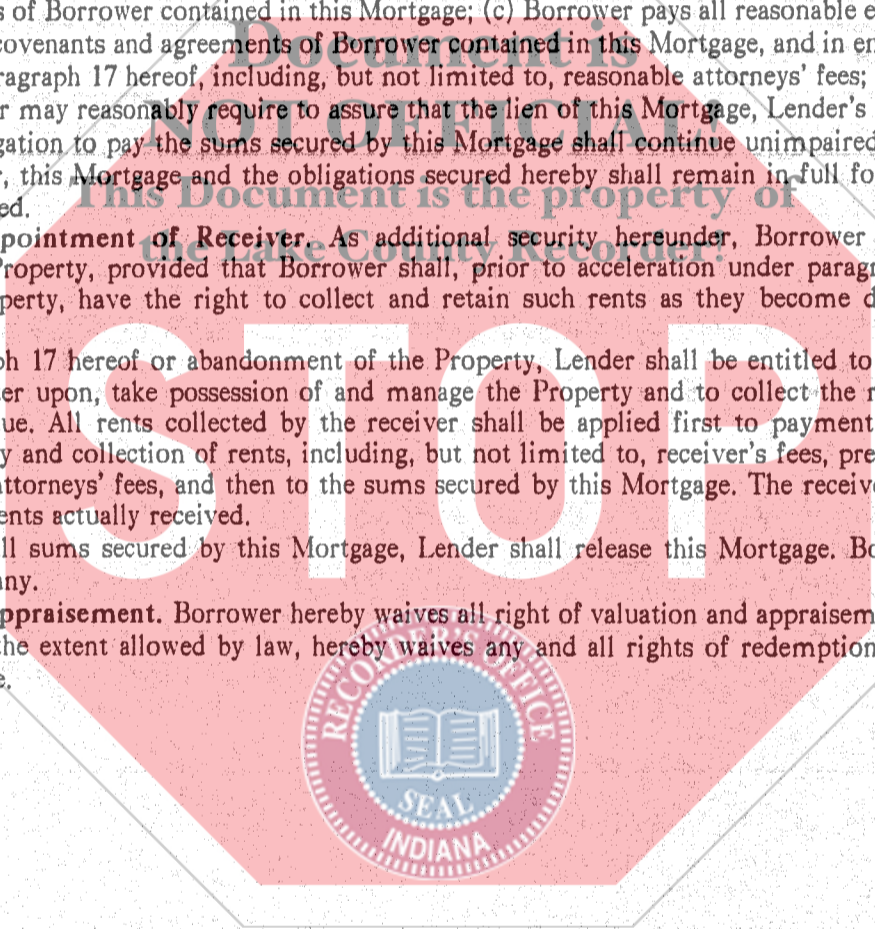 s of Borrower contained in this Mortgage; (c) Borrower pays all reasonable e
covenants and agreements of Borrower contained in this Mortgage, and in en
ragraph 17 hereof, including, but not limited to, reasonable attorneys' fees;
r may reasonably require to assure that the lien of this Mortgage, Lender's
gation to pay the sums secured by this Mortgage shall continue unimpaired
, this Mortgage and the obligations secured hereby shall remain in full fo
ed.
pointment of Receiver. As additional security hereunder, Borrower
roperty, provided that Borrower shall, prior to acceleration under paragr
perty, have the right to collect and retain such rents as they become d
ph 17 hereof or abandonment of the Property, Lender shall be entitled to
er upon, take possession of and manage the Property and to collect the r
ue. All rents collected by the receiver shall be applied first to payment
y and collection of rents, including, but not limited to, receiver's fees, pre
attorneys' fees, and then to the sums secured by this Mortgage. The receiv
ents actually received.
ll sums secured by this Mortgage, Lender shall release this Mortgage. Bo
any.
ppraisement. Borrower hereby waives all right of valuation and appraisem
the extent allowed by law, hereby waives any and all rights of redemption
e.
Document is
NOT OFFICIAL!
This Document is the property of
the Lake County Recorder!
STOP
RECORDER'S OFFICE
SEAL
INDIANA